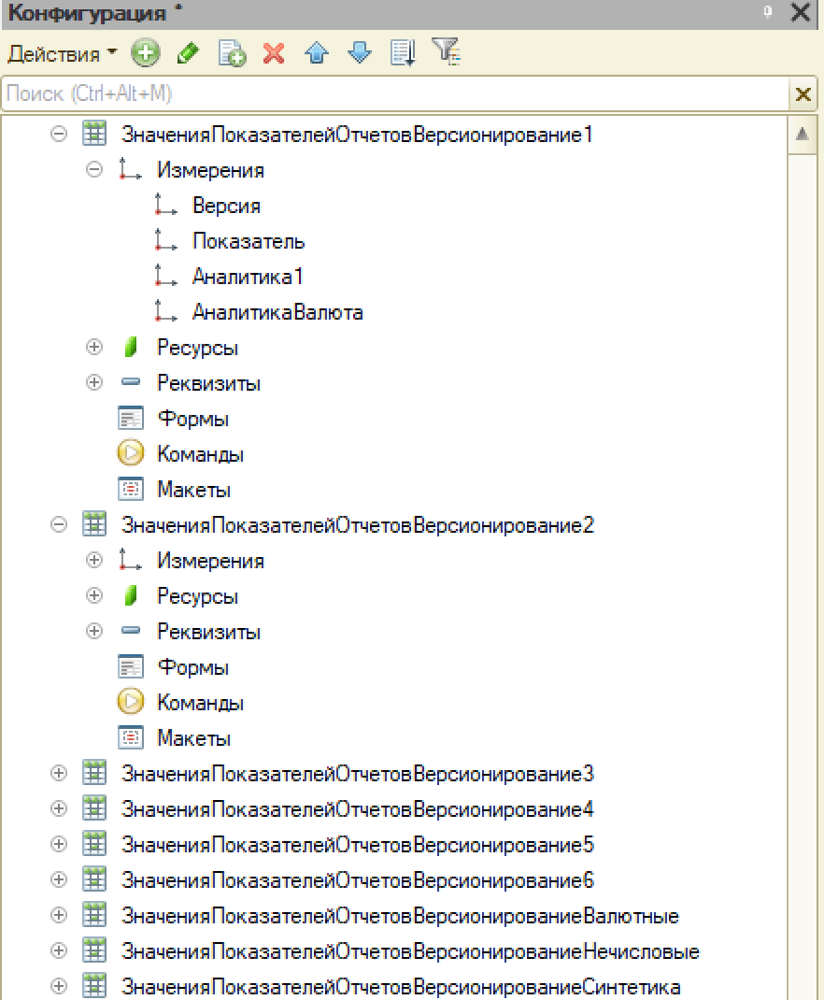 Конфигурация *
Действия
Поиск (Ctrl+Alt+M)
ЗначенияПоказателейОтчетовВерсионирование1
Измерения
Версия
Показатель
Аналитика1
АналитикаВалюта
Ресурсы
Реквизиты
Формы
Команды
Макеты
ЗначенияПоказателейОтчетовВерсионирование2
Измерения
Ресурсы
Реквизиты
Формы
Команды
Макеты
ЗначенияПоказателейОтчетовВерсионирование3
ЗначенияПоказателейОтчетовВерсионирование4
ЗначенияПоказателейОтчетовВерсионирование5
ЗначенияПоказателейОтчетовВерсионирование6
ЗначенияПоказателейОтчетовВерсионированиеВалютные
ЗначенияПоказателейОтчетовВерсионированиеНечисловые
ЗначенияПоказателейОтчетовВерсионированиеСинтетика